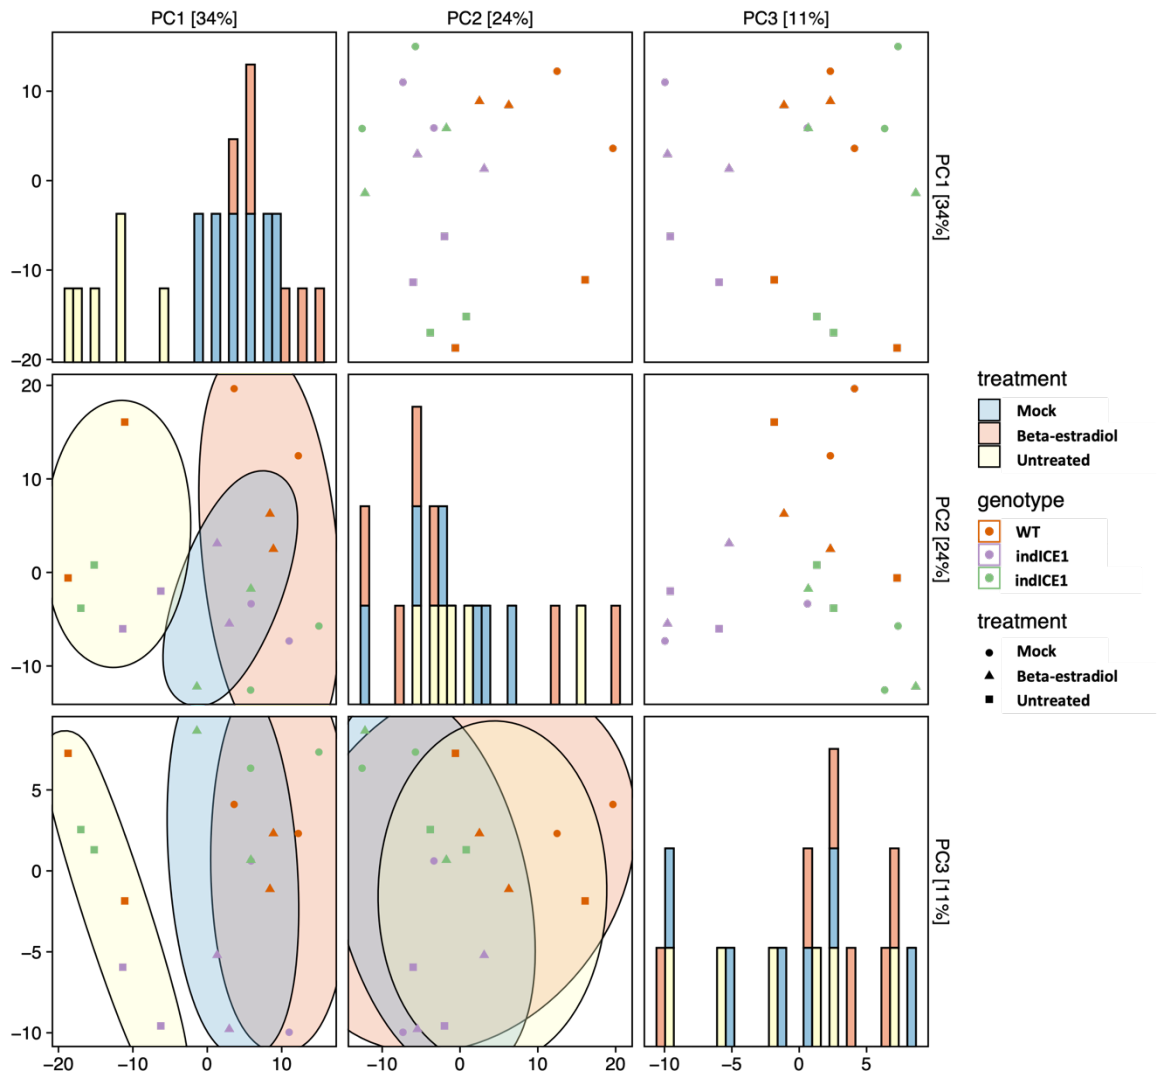 PC1 [34%]
PC2 [24%]
PC3 [11%]
10
0
−10
−20
PC1 [34%]
20
10
0
−10
PC2 [24%]
5
0
−5
−10
PC3 [11%]
−20
−10
0
10
−10
0
10
20
−10
−5
0
5
treatment
Mock
Beta-estradiol
Untreated
genotype
WT
indICE1
indICE1
treatment
Mock
Beta-estradiol
Untreated